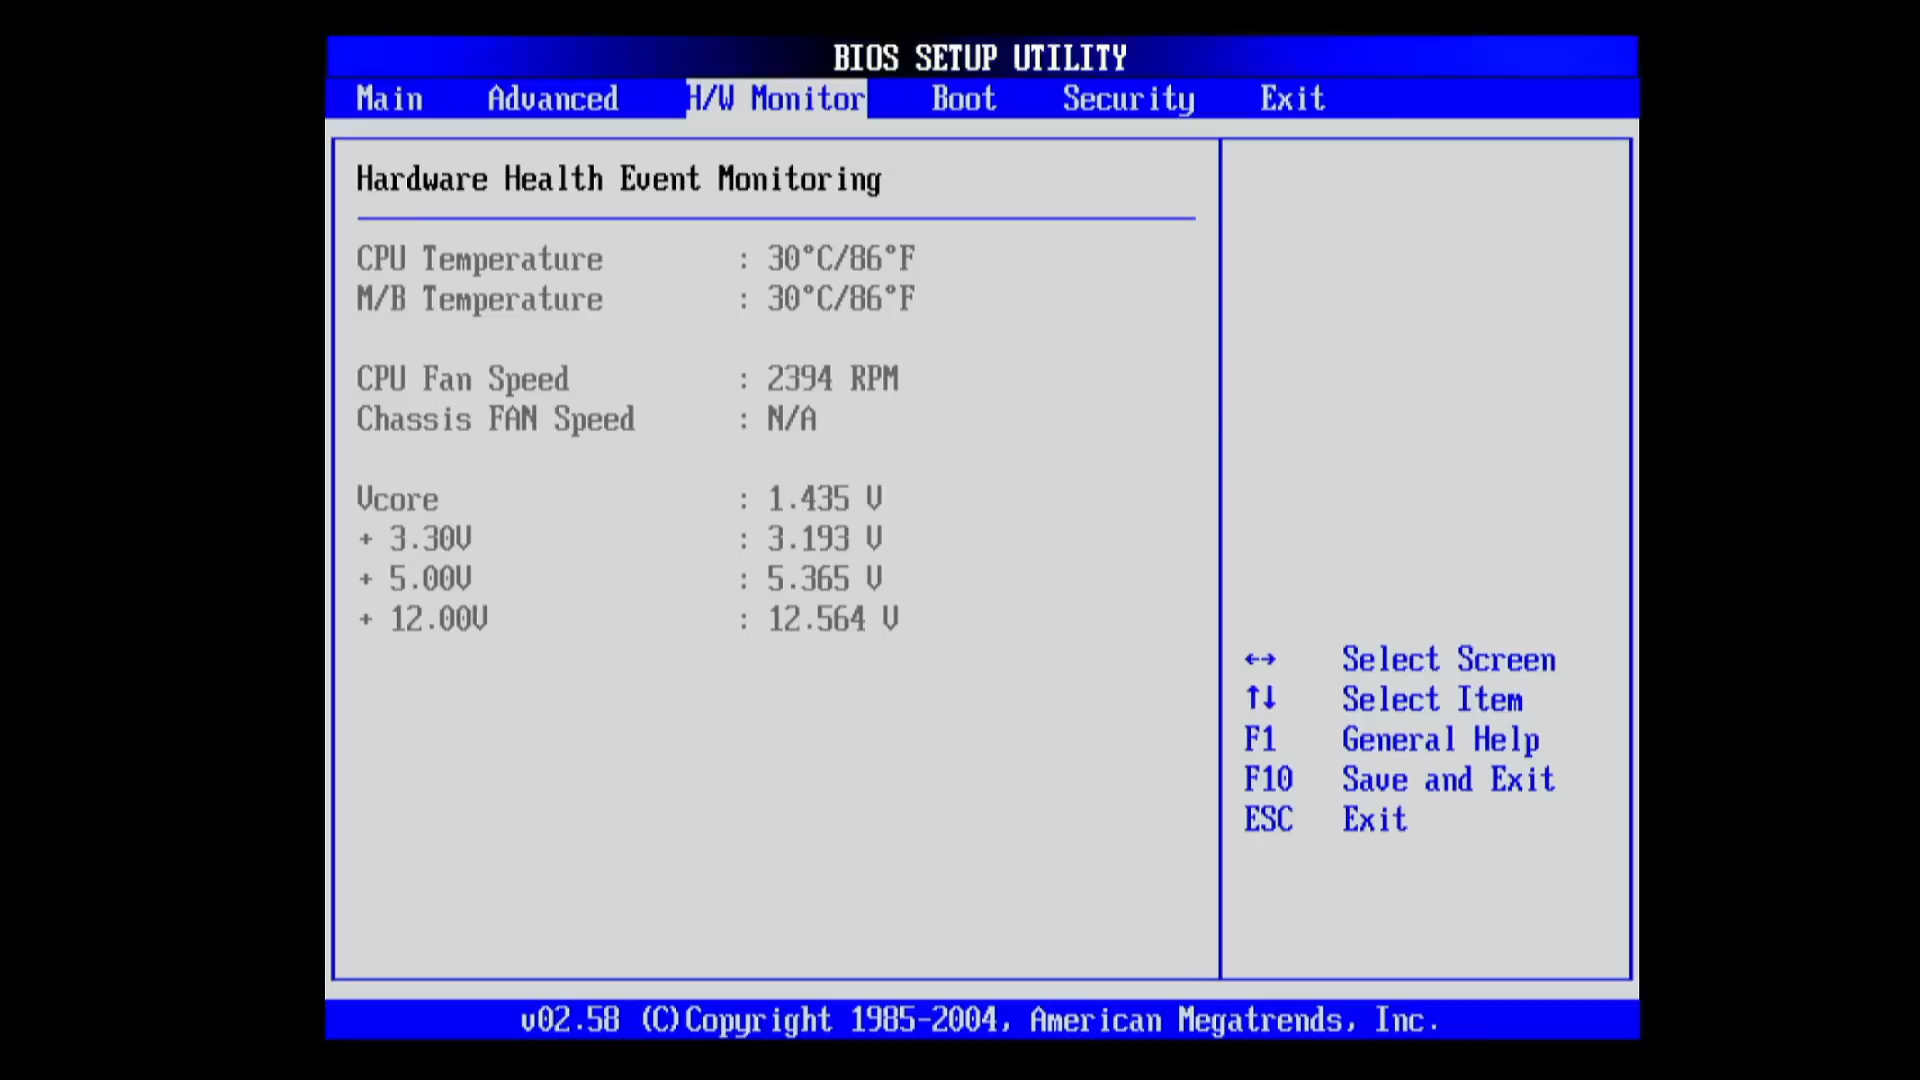 BIOS SETUP UTILITY
Main Advanced H/W Monitor Boot Security Exit
Hardware Health Event Monitoring
CPU Temperature : 30°C/86°F
M/B Temperature : 30°C/86°F
CPU Fan Speed : 2394 RPM
Chassis FAN Speed : N/A
Vcore : 1.435 V
+ 3.30V : 3.193 V
+ 5.00V : 5.365 V
+ 12.00V : 12.564 V
↔ Select Screen
↑↓ Select Item
F1 General Help
F10 Save and Exit
ESC Exit
v02.58 (C)Copyright 1985-2004, American Megatrends, Inc.